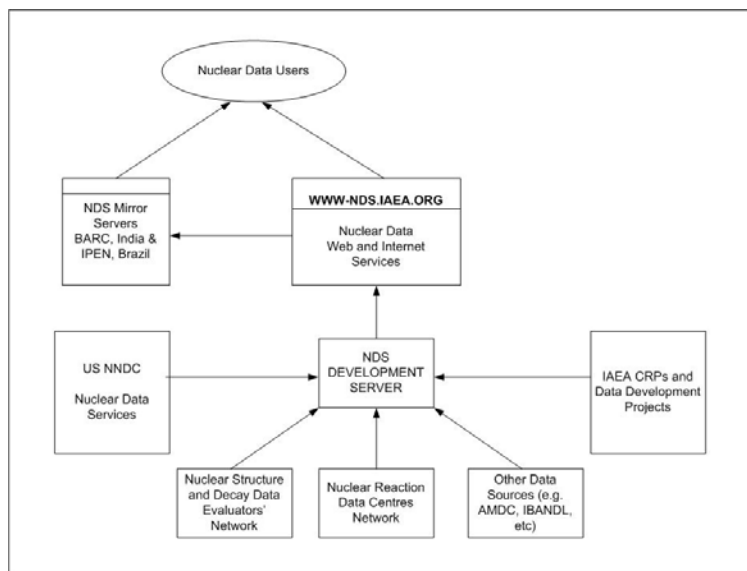 Nuclear Data Users
NDS Mirror
Servers
BARC, India &
IPEN, Brazil
WWW-NDS.IAEA.ORG
Nuclear Data
Web and Internet
Services
US NNDC
Nuclear Data
Services
NDS
DEVELOPMENT
SERVER
IAEA CRPs and
Data Development
Projects
Nuclear Structure
and Decay Data
Evaluators'
Network
Nuclear Reaction
Data Centres
Network
Other Data
Sources (e.g.
AMDC, IBANDL,
etc)